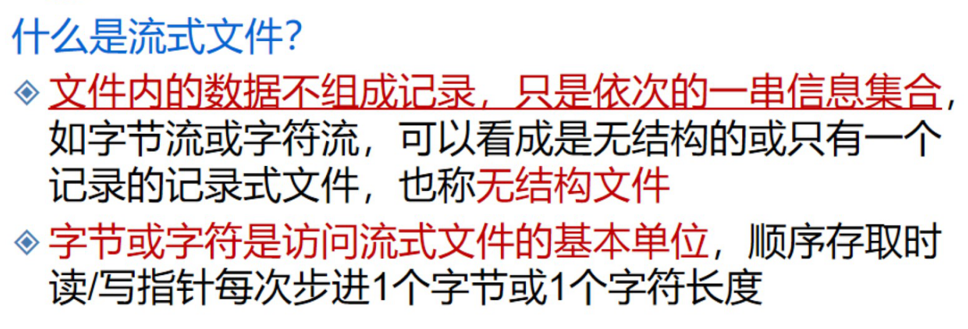 什么是流式文件?
文件内的数据不组成记录，只是依次的一串信息集合，
如字节流或字符流，可以看成是无结构的或只有一个
记录的记录式文件，也称无结构文件
字节或字符是访问流式文件的基本单位，顺序存取时
读/写指针每次步进1个字节或1个字符长度